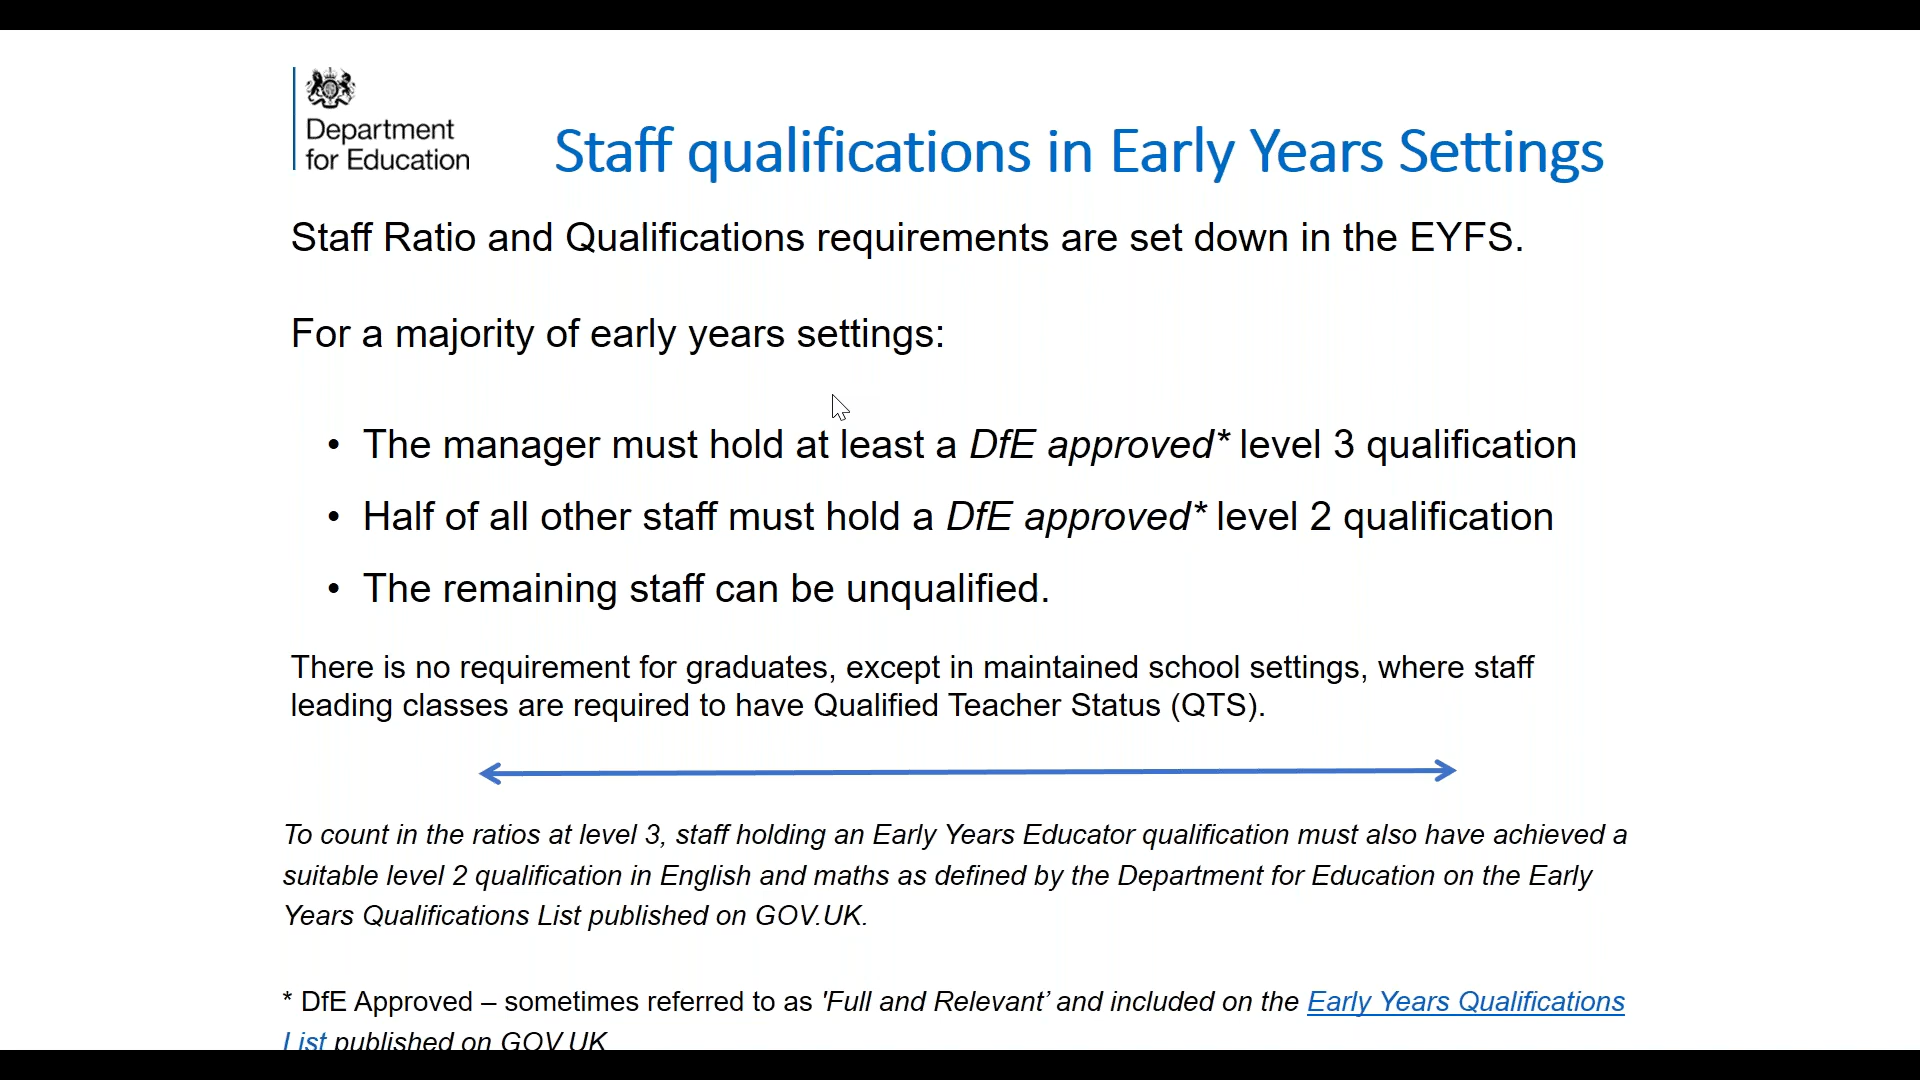 Department
for Education
Staff qualifications in Early Years Settings
Staff Ratio and Qualifications requirements are set down in the EYFS.
For a majority of early years settings:
• The manager must hold at least a DfE approved* level 3 qualification
• Half of all other staff must hold a DfE approved* level 2 qualification
• The remaining staff can be unqualified.
There is no requirement for graduates, except in maintained school settings, where staff
leading classes are required to have Qualified Teacher Status (QTS).
To count in the ratios at level 3, staff holding an Early Years Educator qualification must also have achieved a
suitable level 2 qualification in English and maths as defined by the Department for Education on the Early
Years Qualifications List published on GOV.UK.
* DfE Approved – sometimes referred to as 'Full and Relevant’ and included on the Early Years Qualifications
List published on GOV.UK